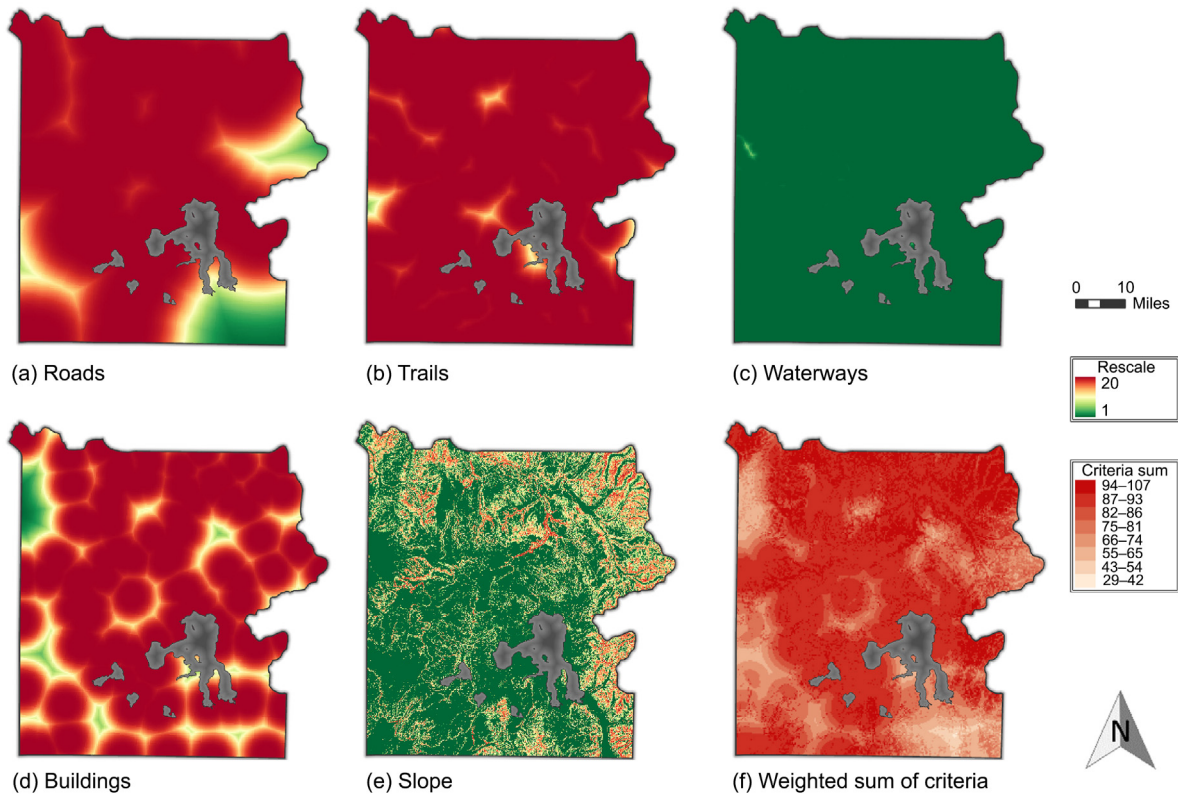 0 10
Miles
(a) Roads
(b) Trails
(c) Waterways
Rescale
20
1
Criteria sum
94–107
87–93
82–86
75–81
66–74
55–65
43–54
29–42
N
(d) Buildings
(e) Slope
(f) Weighted sum of criteria